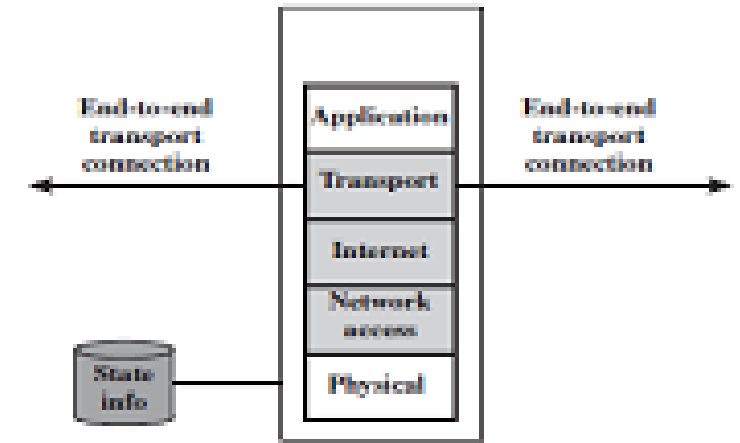 End-to-end
transport
connection
Application
End-to-end
transport
connection
Transport
Internet
Network
access
State
info
Physical